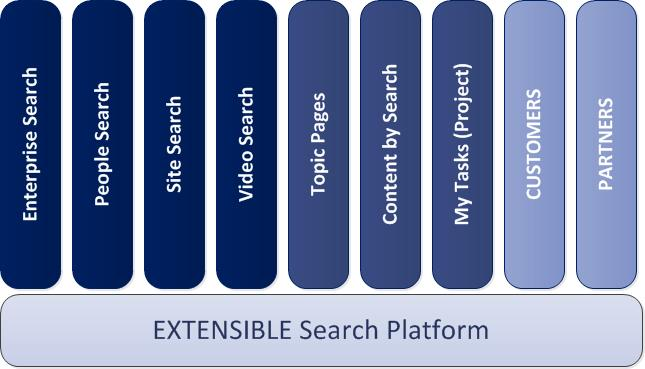 Enterprise Search
People Search
Site Search
Video Search
Topic Pages
Content by Search
My Tasks (Project)
CUSTOMERS
PARTNERS
EXTENSIBLE Search Platform